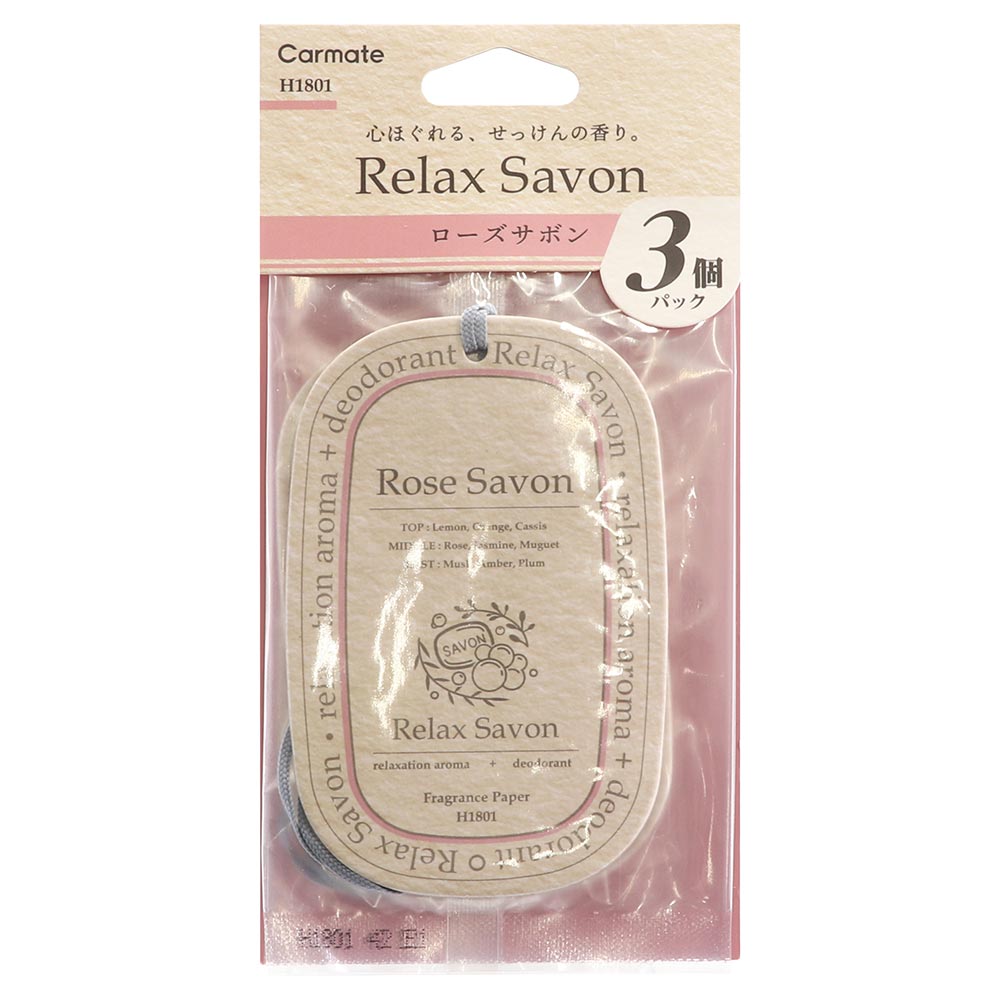 Carmate
H1801
心ほぐれる、せっけんの香り。
Relax Savon
ローズサボン
3個
パック
Relax Savon • relaxation aroma + deodorant
Relax Savon • relaxation aroma + deodorant
Rose Savon
TOP : Lemon, Orange, Cassis
MIDDLE : Rose, Jasmine, Muguet
: Musk, Amber, Plum
SAVON
Relax Savon
relaxation aroma + deodorant
Fragrance Paper
H1801
H1801